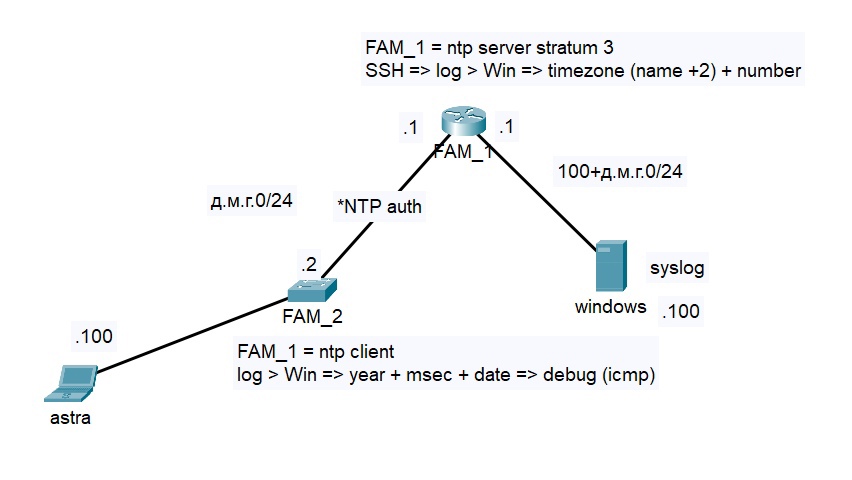 FAM_1 = ntp server stratum 3
SSH => log > Win => timezone (name +2) + number
.1
.1
FAM_1
100+д.м.г.0/24
д.м.г.0/24
*NTP auth
.2
syslog
FAM_2
windows
.100
.100
FAM_1 = ntp client
log > Win => year + msec + date => debug (icmp)
astra